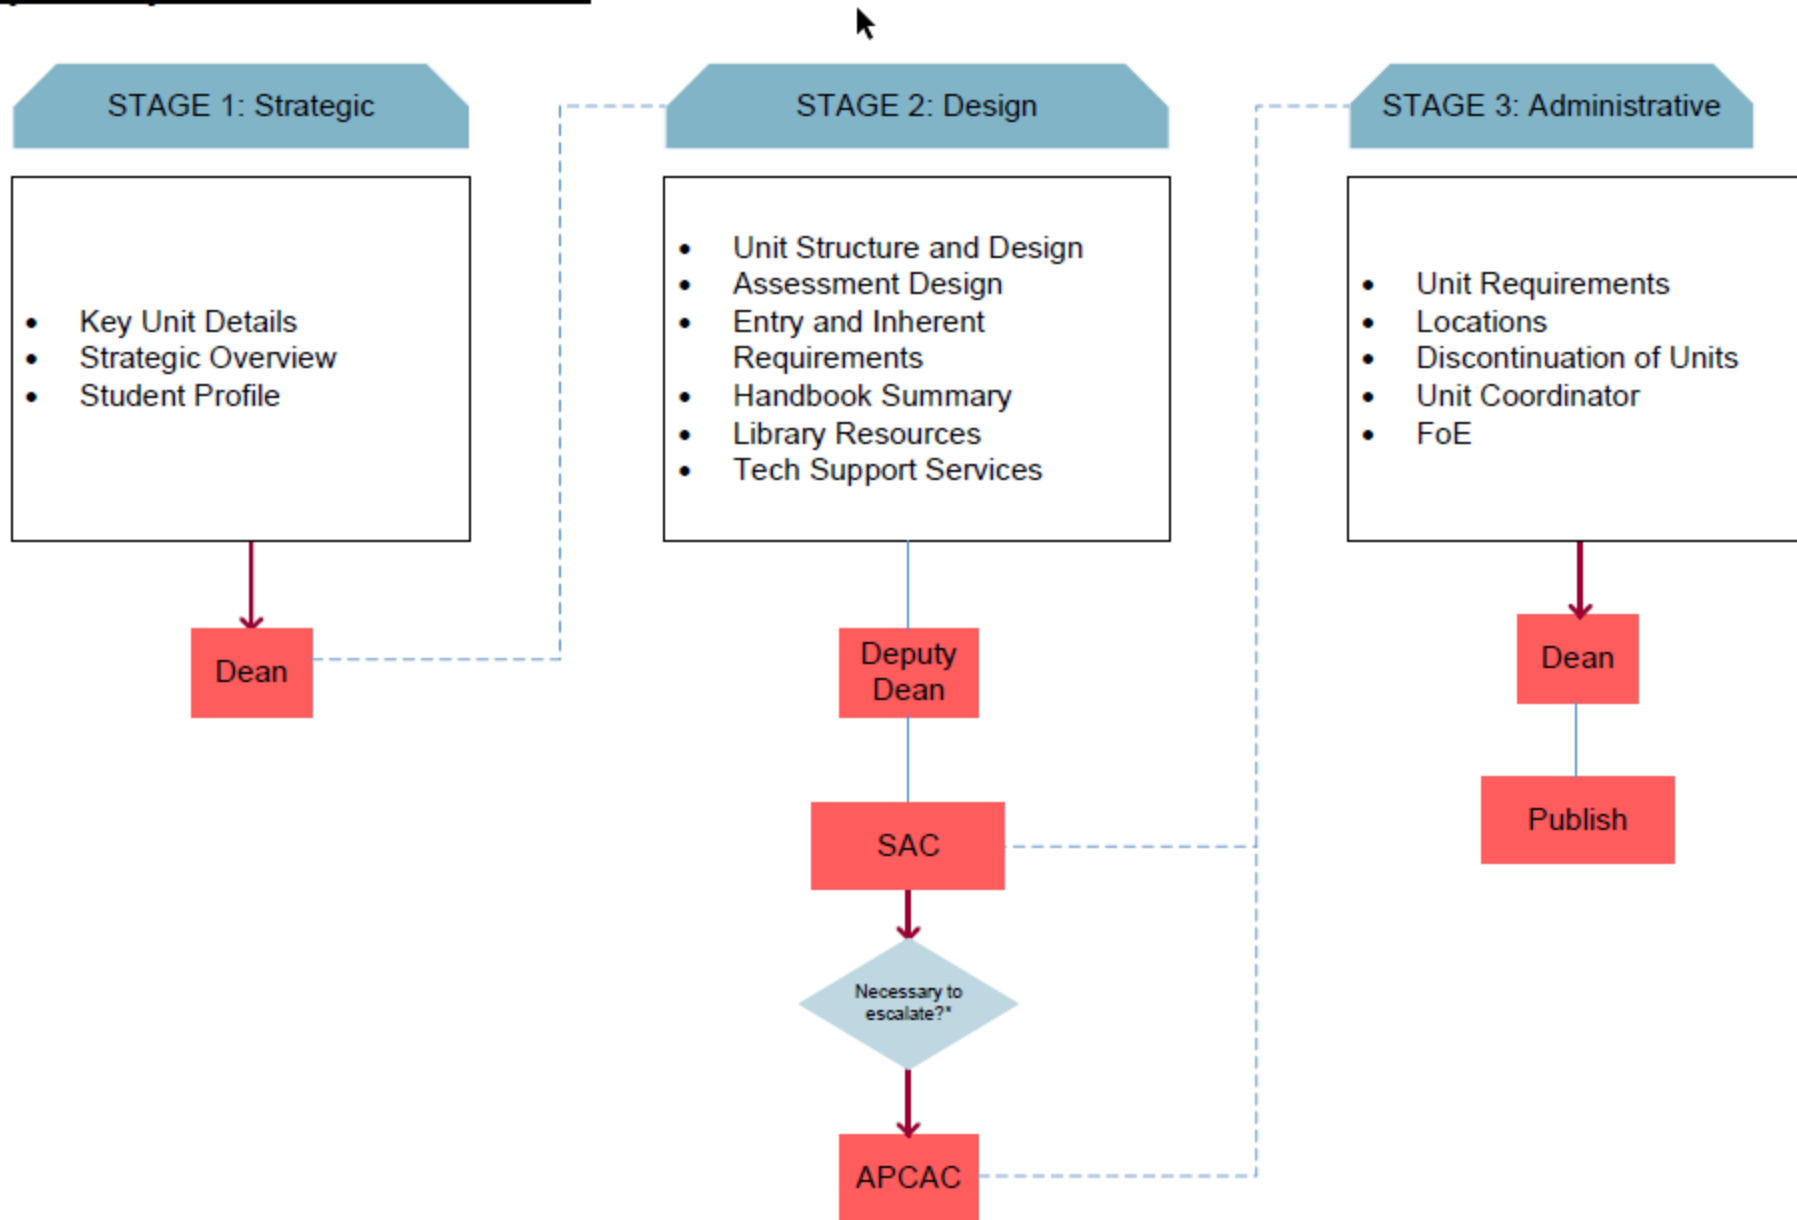 STAGE 1: Strategic
Key Unit Details
Strategic Overview
Student Profile
Dean
STAGE 2: Design
Unit Structure and Design
Assessment Design
Entry and Inherent
Requirements
Handbook Summary
Library Resources
Tech Support Services
Deputy
Dean
SAC
Necessary to
escalate?*
APCAC
STAGE 3: Administrative
Unit Requirements
Locations
Discontinuation of Units
Unit Coordinator
FoE
Dean
Publish